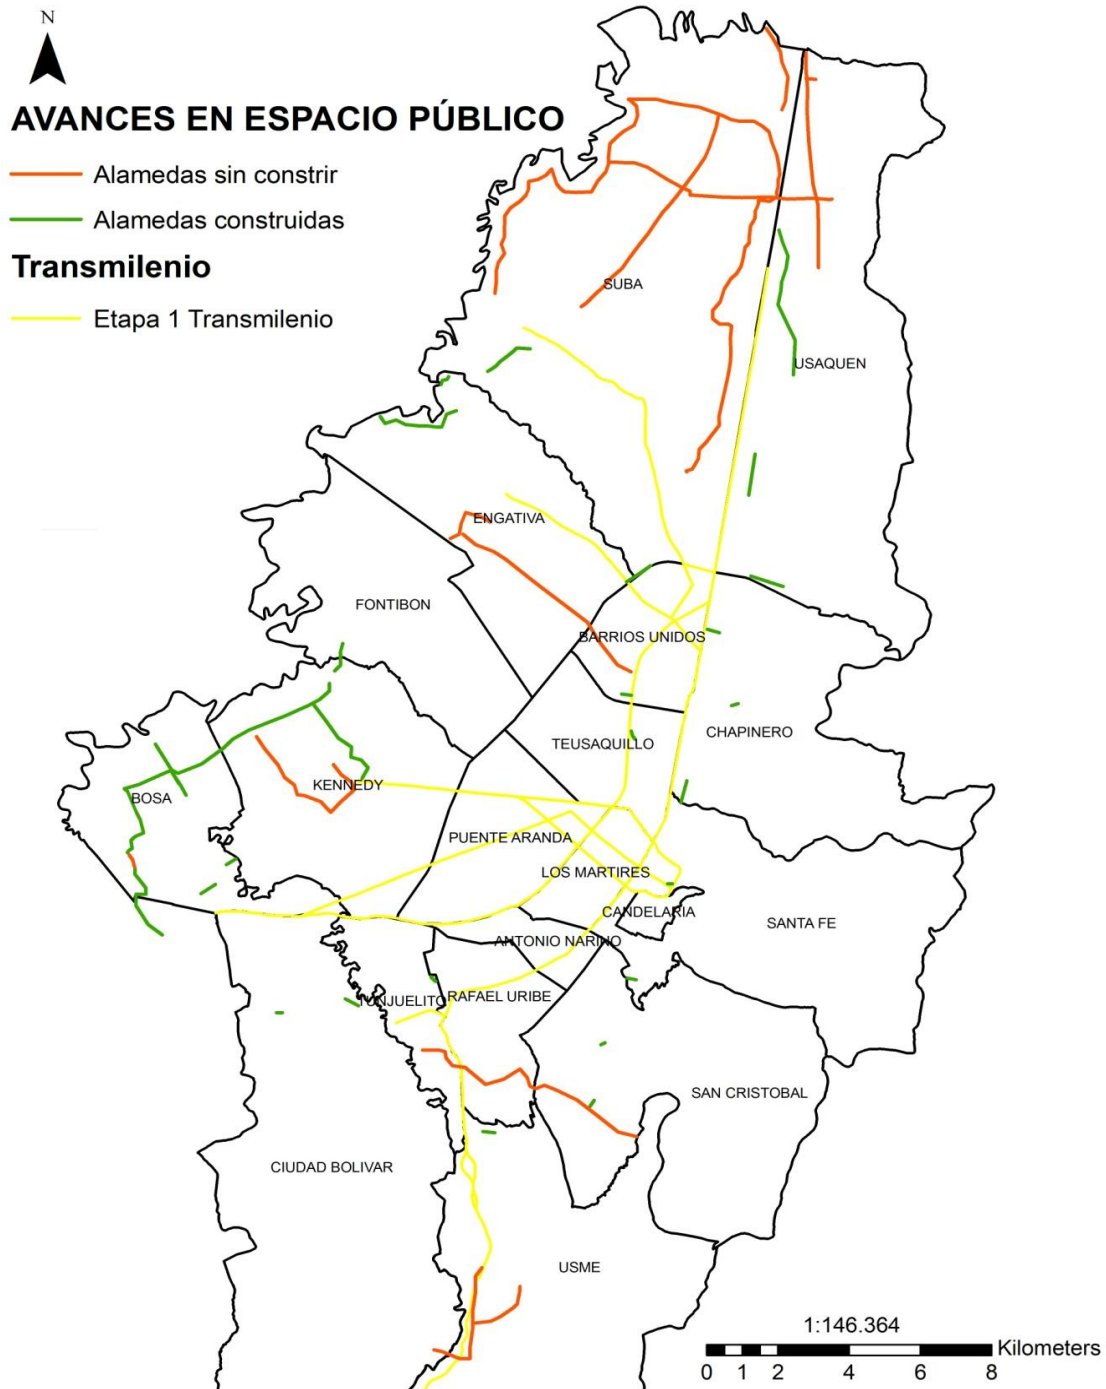 N
AVANCES EN ESPACIO PÚBLICO
Alamedas sin constrir
Alamedas construidas
Transmilenio
Etapa 1 Transmilenio
SUBA
USAQUEN
ENGATIVA
FONTIBON
BARRIOS UNIDOS
CHAPINERO
TEUSAQUILLO
KENNEDY
BOSA
PUENTE ARANDA
LOS MARTIRES
CANDELARIA
SANTA FE
ANTONIO NARINO
TUNJUELITO
RAFAEL URIBE
SAN CRISTOBAL
CIUDAD BOLIVAR
USME
1:146.364
Kilometers
0 1 2 4 6 8